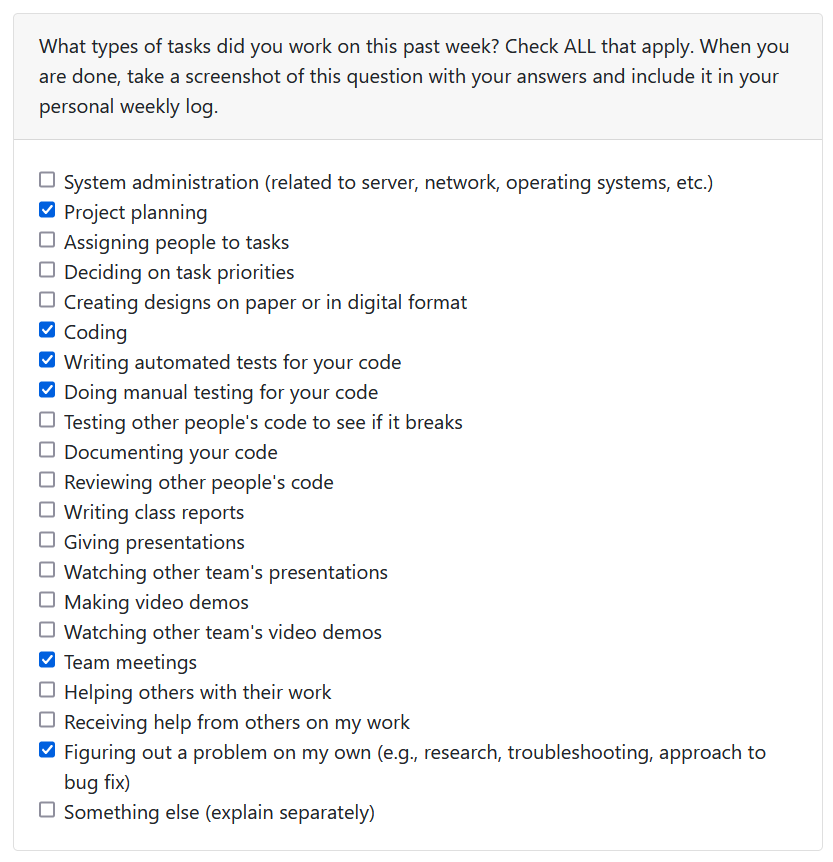 What types of tasks did you work on this past week? Check ALL that apply. When you
are done, take a screenshot of this question with your answers and include it in your
personal weekly log.
System administration (related to server, network, operating systems, etc.)
Project planning
Assigning people to tasks
Deciding on task priorities
Creating designs on paper or in digital format
Coding
Writing automated tests for your code
Doing manual testing for your code
Testing other people's code to see if it breaks
Documenting your code
Reviewing other people's code
Writing class reports
Giving presentations
Watching other team's presentations
Making video demos
Watching other team's video demos
Team meetings
Helping others with their work
Receiving help from others on my work
Figuring out a problem on my own (e.g., research, troubleshooting, approach to
bug fix)
Something else (explain separately)